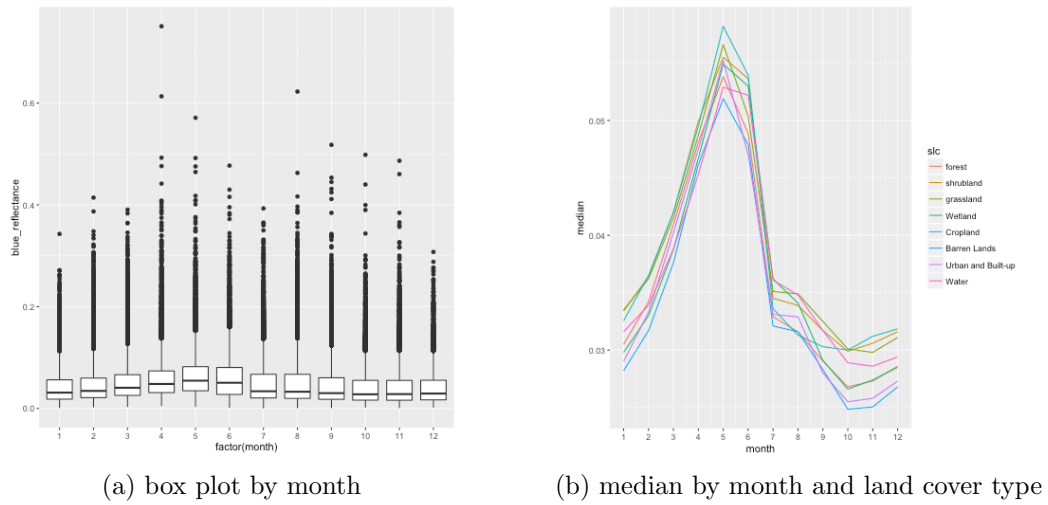 blue_reflectance
0.6
0.4
0.2
0.0
1 2 3 4 5 6 7 8 9 10 11 12
factor(month)
(a) box plot by month
median
0.05
0.04
0.03
1 2 3 4 5 6 7 8 9 10 11 12
month
slc
forest
shrubland
grassland
Wetland
Cropland
Barren Lands
Urban and Built-up
Water
(b) median by month and land cover type